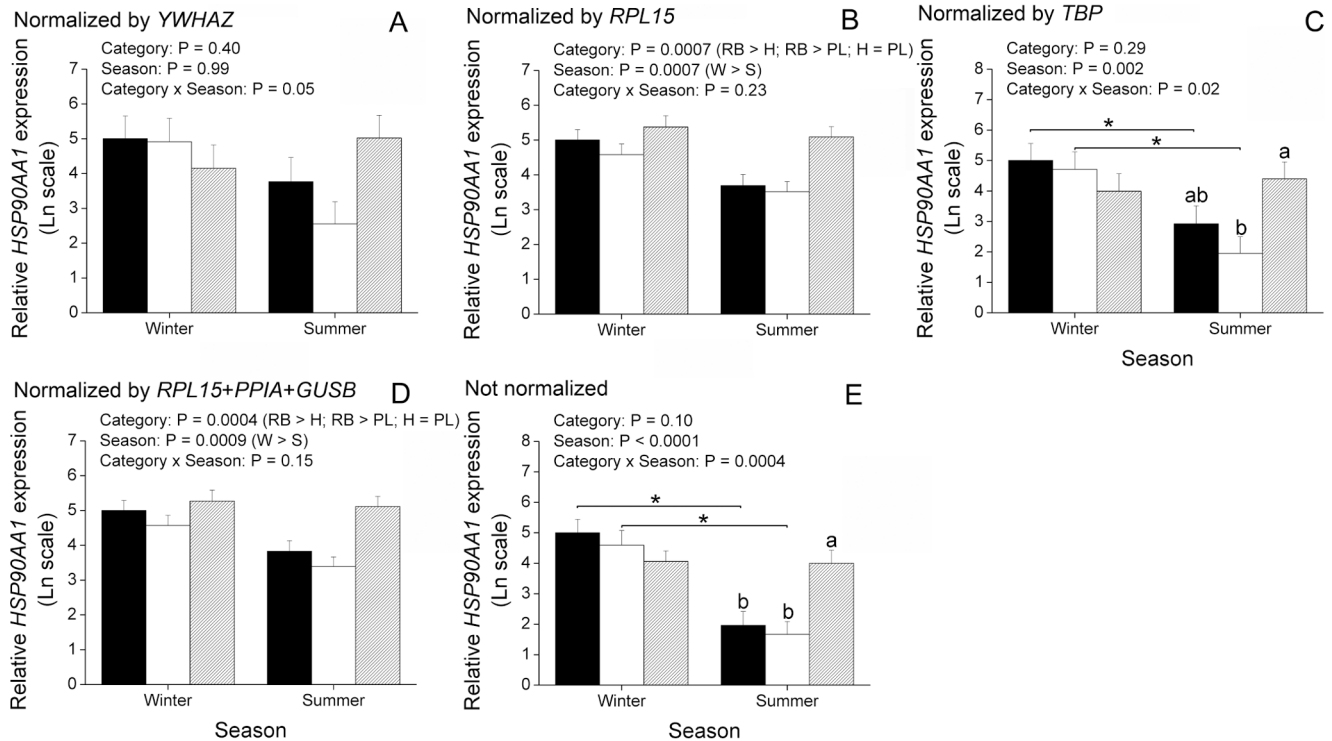 Normalized by YWHAZ
A
Category: P = 0.40
Season: P = 0.99
Category x Season: P = 0.05
Relative HSP90AA1 expression
(Ln scale)
7
6
5
4
3
2
1
0
Winter
Summer
Normalized by RPL15
B
Category: P = 0.0007 (RB > H; RB > PL; H = PL)
Season: P = 0.0007 (W > S)
Category x Season: P = 0.23
Relative HSP90AA1 expression
(Ln scale)
7
6
5
4
3
2
1
0
Winter
Summer
Normalized by TBP
C
Category: P = 0.29
Season: P = 0.002
Category x Season: P = 0.02
Relative HSP90AA1 expression
(Ln scale)
8
7
6
5
4
3
2
1
0
*
*
a
ab
b
Winter
Summer
Season
Normalized by RPL15+PPIA+GUSB
D
Category: P = 0.0004 (RB > H; RB > PL; H = PL)
Season: P = 0.0009 (W > S)
Category x Season: P = 0.15
Relative HSP90AA1 expression
(Ln scale)
7
6
5
4
3
2
1
0
Winter
Summer
Season
Not normalized
E
Category: P = 0.10
Season: P < 0.0001
Category x Season: P = 0.0004
Relative HSP90AA1 expression
(Ln scale)
8
7
6
5
4
3
2
1
0
*
*
a
b
b
Winter
Summer
Season